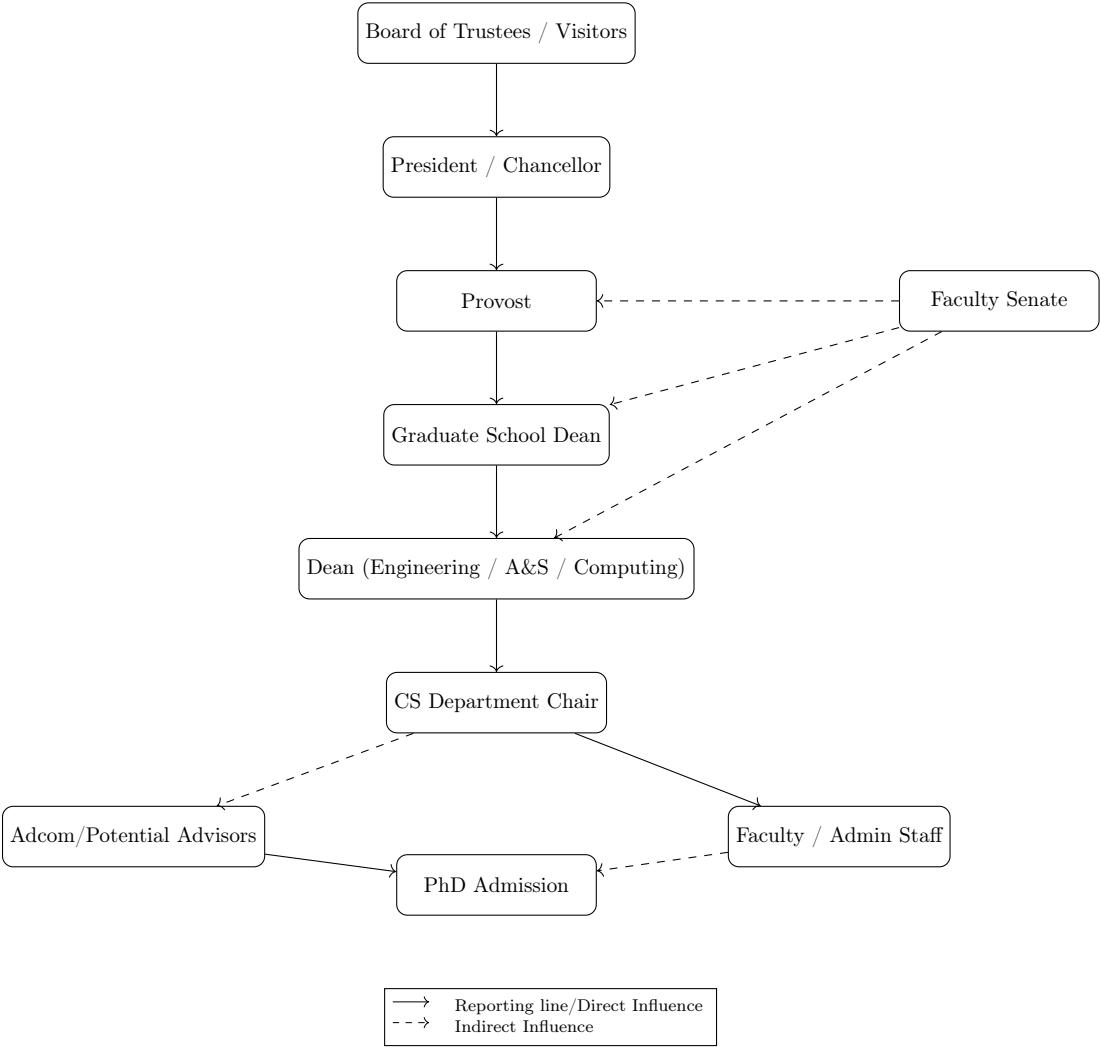 Board of Trustees / Visitors
President / Chancellor
Provost
Faculty Senate
Graduate School Dean
Dean (Engineering / A&S / Computing)
CS Department Chair
Adcom/Potential Advisors
Faculty / Admin Staff
PhD Admission
Reporting line/Direct Influence
Indirect Influence